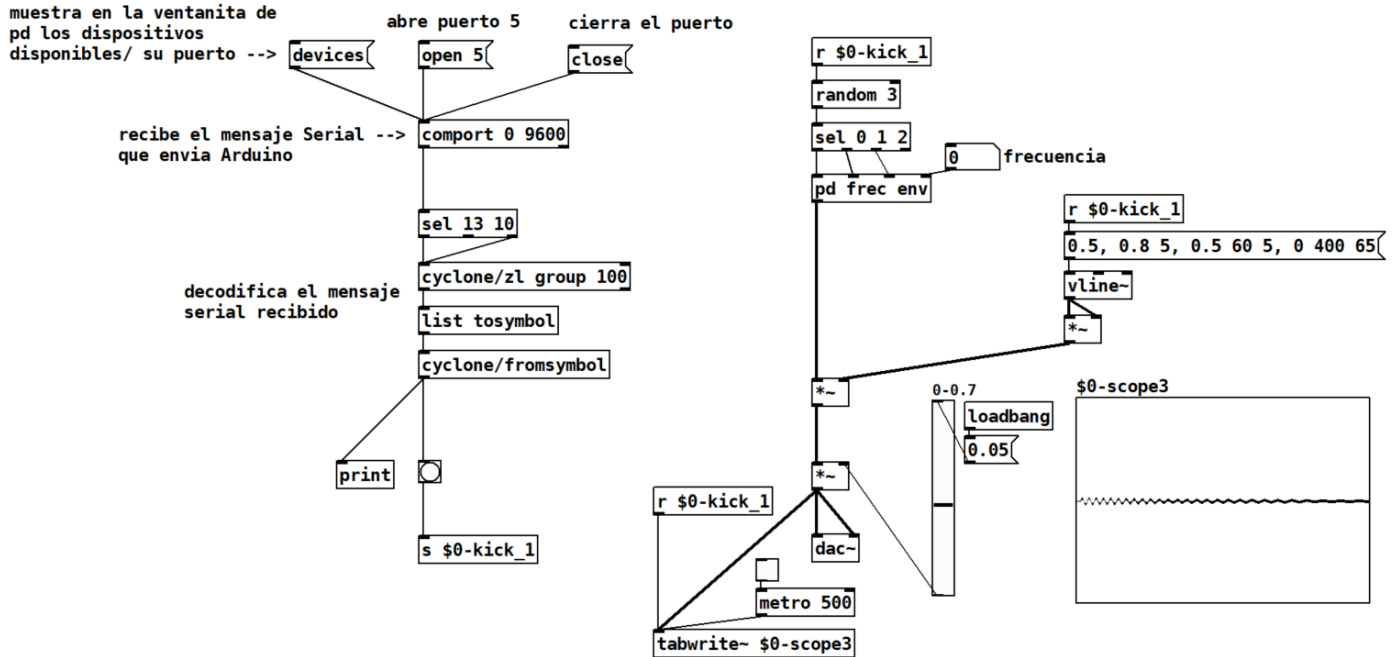 muestra en la ventanita de
pd los dispositivos
disponibles/ su puerto -->
devices
abre puerto 5
open 5
cierra el puerto
close
recibe el mensaje Serial -->
que envia Arduino
comport 0 9600
sel 13 10
cyclone/zl group 100
decodifica el mensaje
serial recibido
list tosymbol
cyclone/fromsymbol
print
s $0-kick_1
r $0-kick_1
random 3
sel 0 1 2
0
frecuencia
pd frec env
r $0-kick_1
0.5, 0.8 5, 0.5 60 5, 0 400 65
vline~
*~
*~
0-0.7
loadbang
0.05
*~
r $0-kick_1
dac~
metro 500
tabwrite~ $0-scope3
$0-scope3